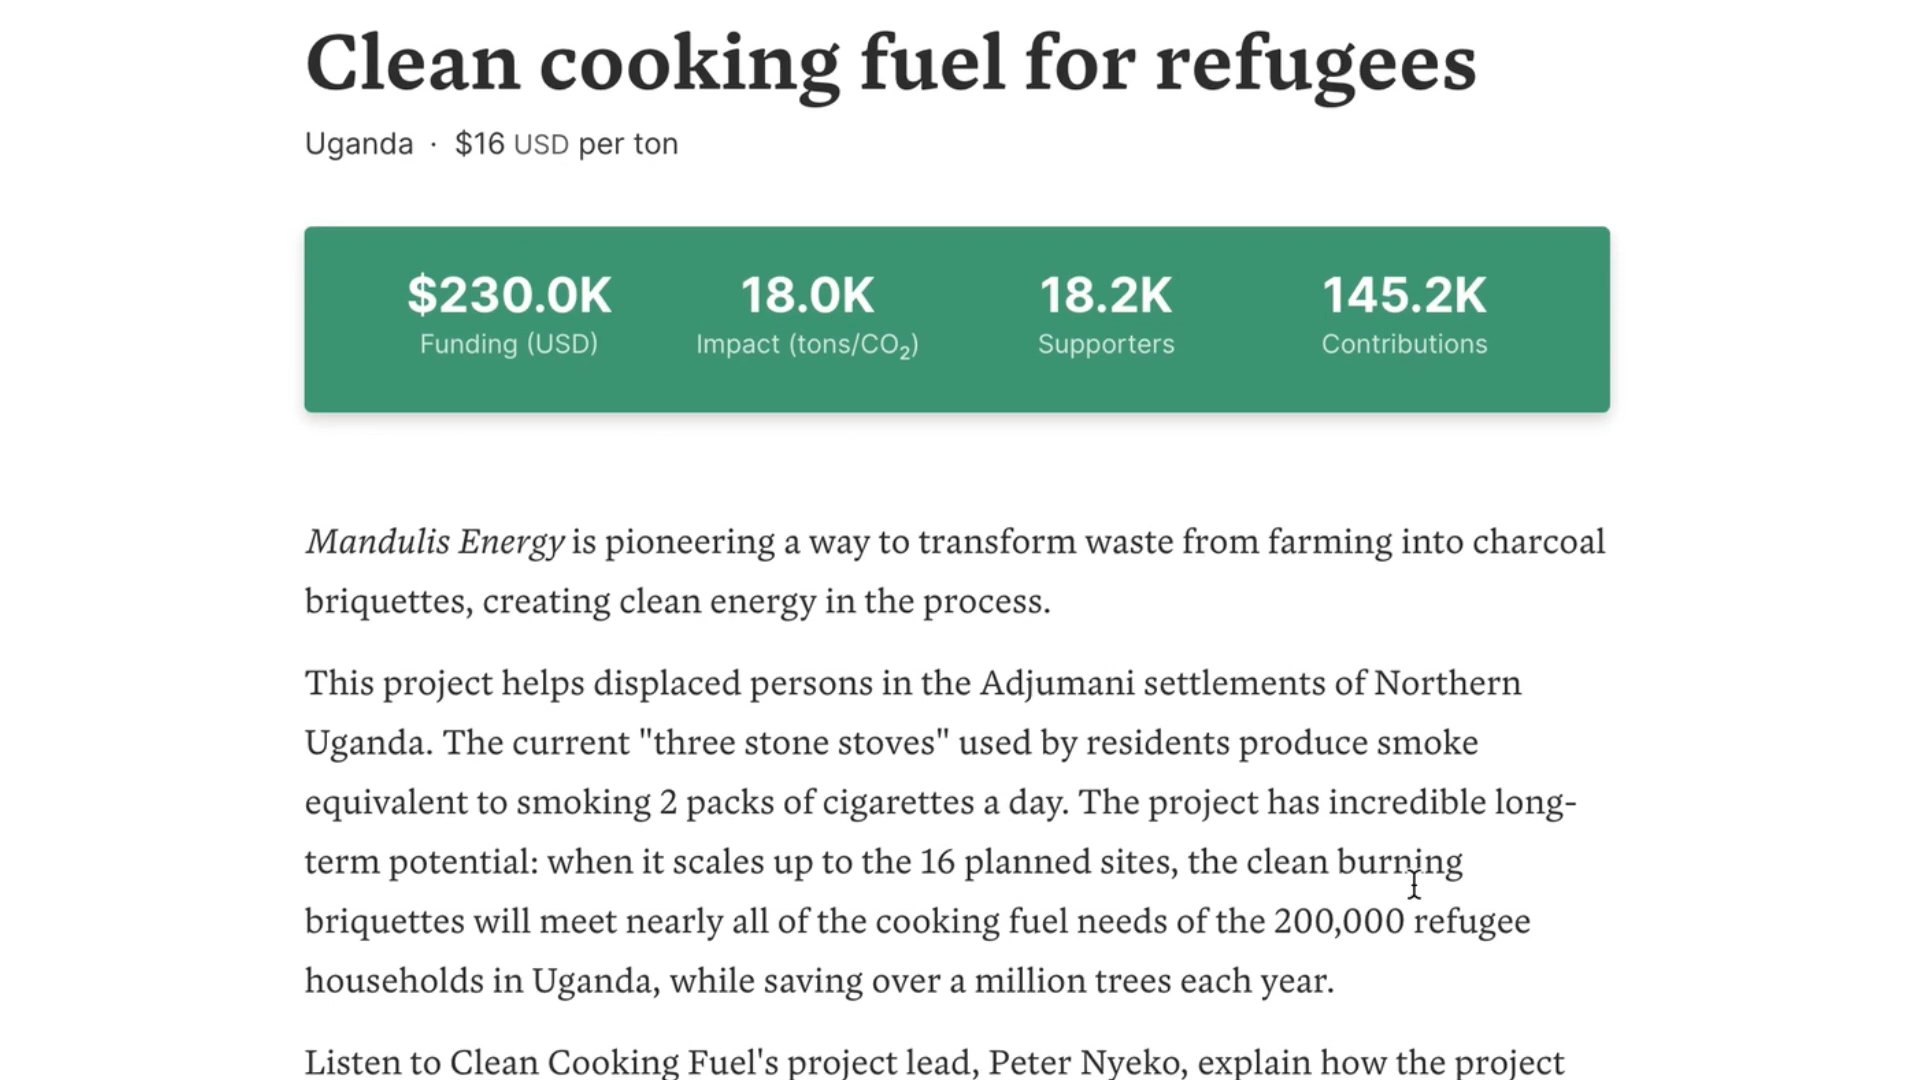 Clean cooking fuel for refugees
Uganda · $16 USD per ton
$230.0K 18.0K 18.2K 145.2K
Funding (USD) Impact (tons/CO₂) Supporters Contributions
Mandulis Energy is pioneering a way to transform waste from farming into charcoal
briquettes, creating clean energy in the process.
This project helps displaced persons in the Adjumani settlements of Northern
Uganda. The current "three stone stoves" used by residents produce smoke
equivalent to smoking 2 packs of cigarettes a day. The project has incredible long-
term potential: when it scales up to the 16 planned sites, the clean burning
briquettes will meet nearly all of the cooking fuel needs of the 200,000 refugee
households in Uganda, while saving over a million trees each year.
Listen to Clean Cooking Fuel's project lead, Peter Nyeko, explain how the project